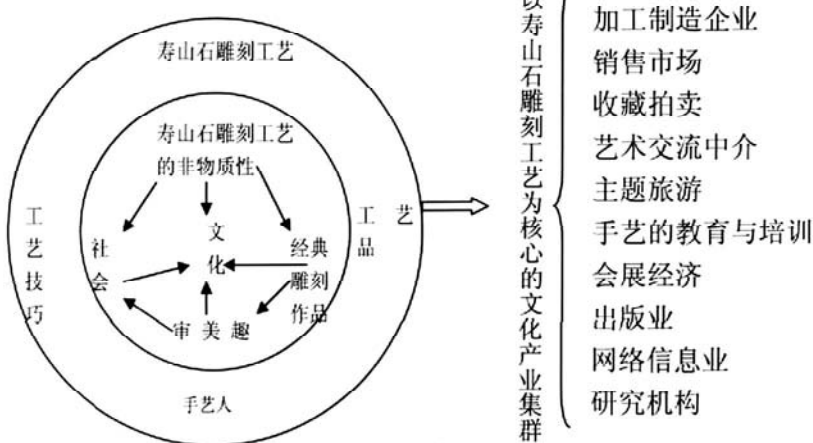 寿山石雕刻工艺
寿山石雕刻工艺
的非物质性
文
化
社
会
经典
雕刻
作品
审美趣
工艺技巧
工
品
艺
手艺人
以寿山石雕刻工艺为核心的文化产业集群
加工制造企业
销售市场
收藏拍卖
艺术交流中介
主题旅游
手艺的教育与培训
会展经济
出版业
网络信息业
研究机构